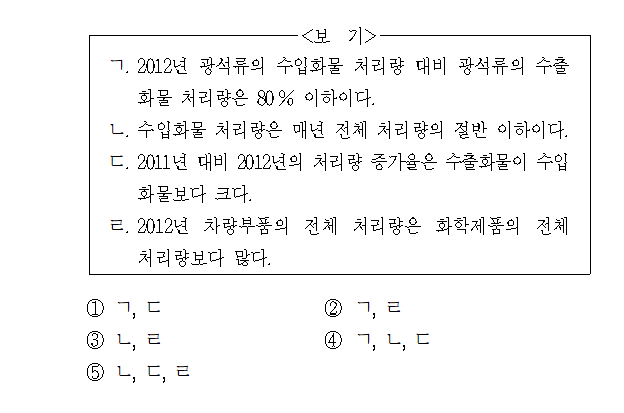 <보 기>
ㄱ. 2012년 광석류의 수입화물 처리량 대비 광석류의 수출
화물 처리량은 80% 이하이다.
ㄴ. 수입화물 처리량은 매년 전체 처리량의 절반 이하이다.
ㄷ. 2011년 대비 2012년의 처리량 증가율은 수출화물이 수입
화물보다 크다.
ㄹ. 2012년 차량부품의 전체 처리량은 화학제품의 전체
처리량보다 많다.
① ㄱ, ㄷ ② ㄱ, ㄹ
③ ㄴ, ㄹ ④ ㄱ, ㄴ, ㄷ
⑤ ㄴ, ㄷ, ㄹ